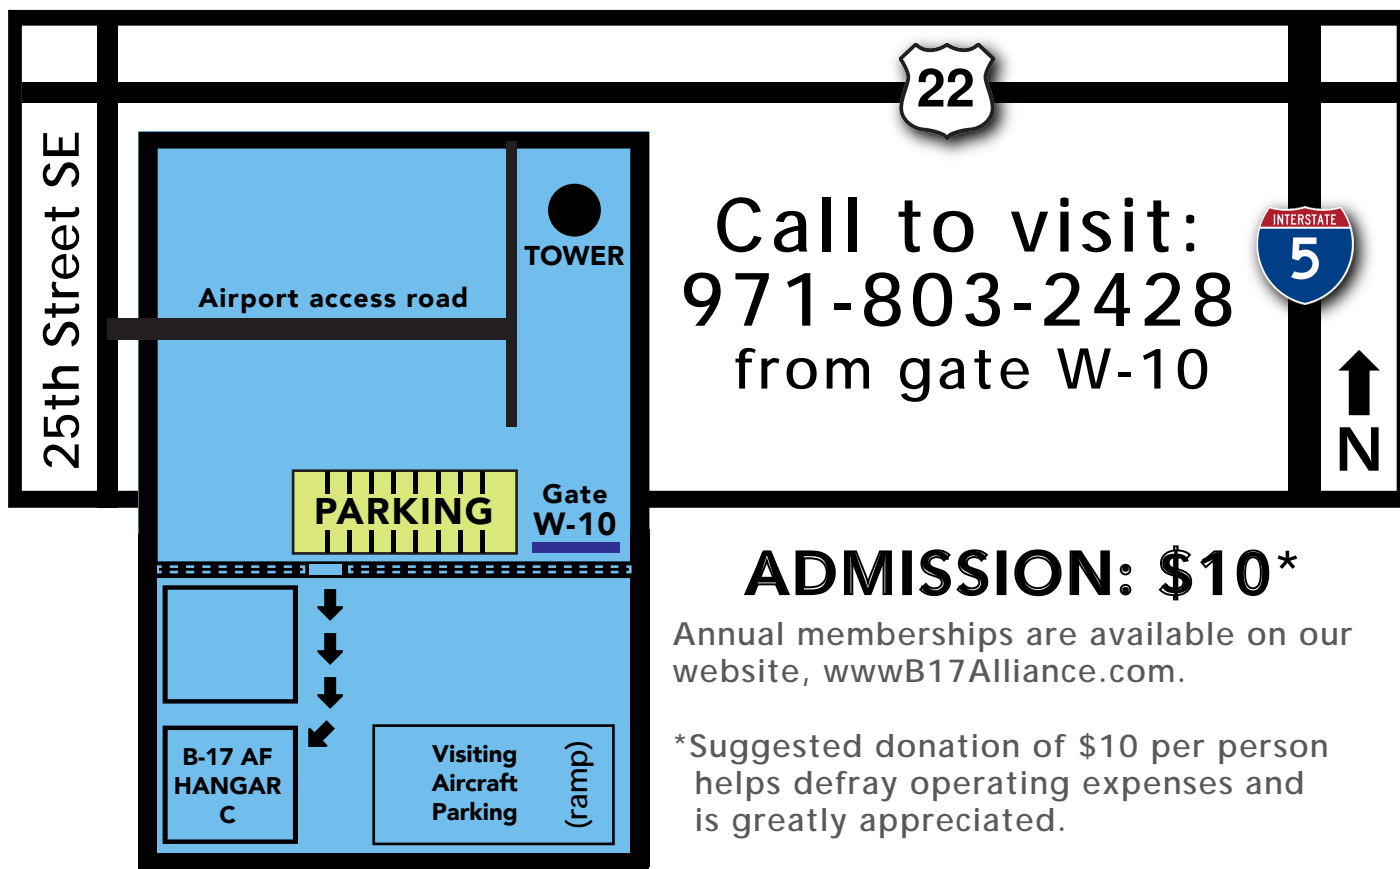 22
25th Street SE
TOWER
Airport access road
Call to visit:
971-803-2428
from gate W-10
INTERSTATE
5
N
PARKING
Gate
W-10
B-17 AF
HANGAR
C
Visiting
Aircraft
Parking
(ramp)
ADMISSION: $10*
Annual memberships are available on our
website, wwwB17Alliance.com.
*Suggested donation of $10 per person
helps defray operating expenses and
is greatly appreciated.